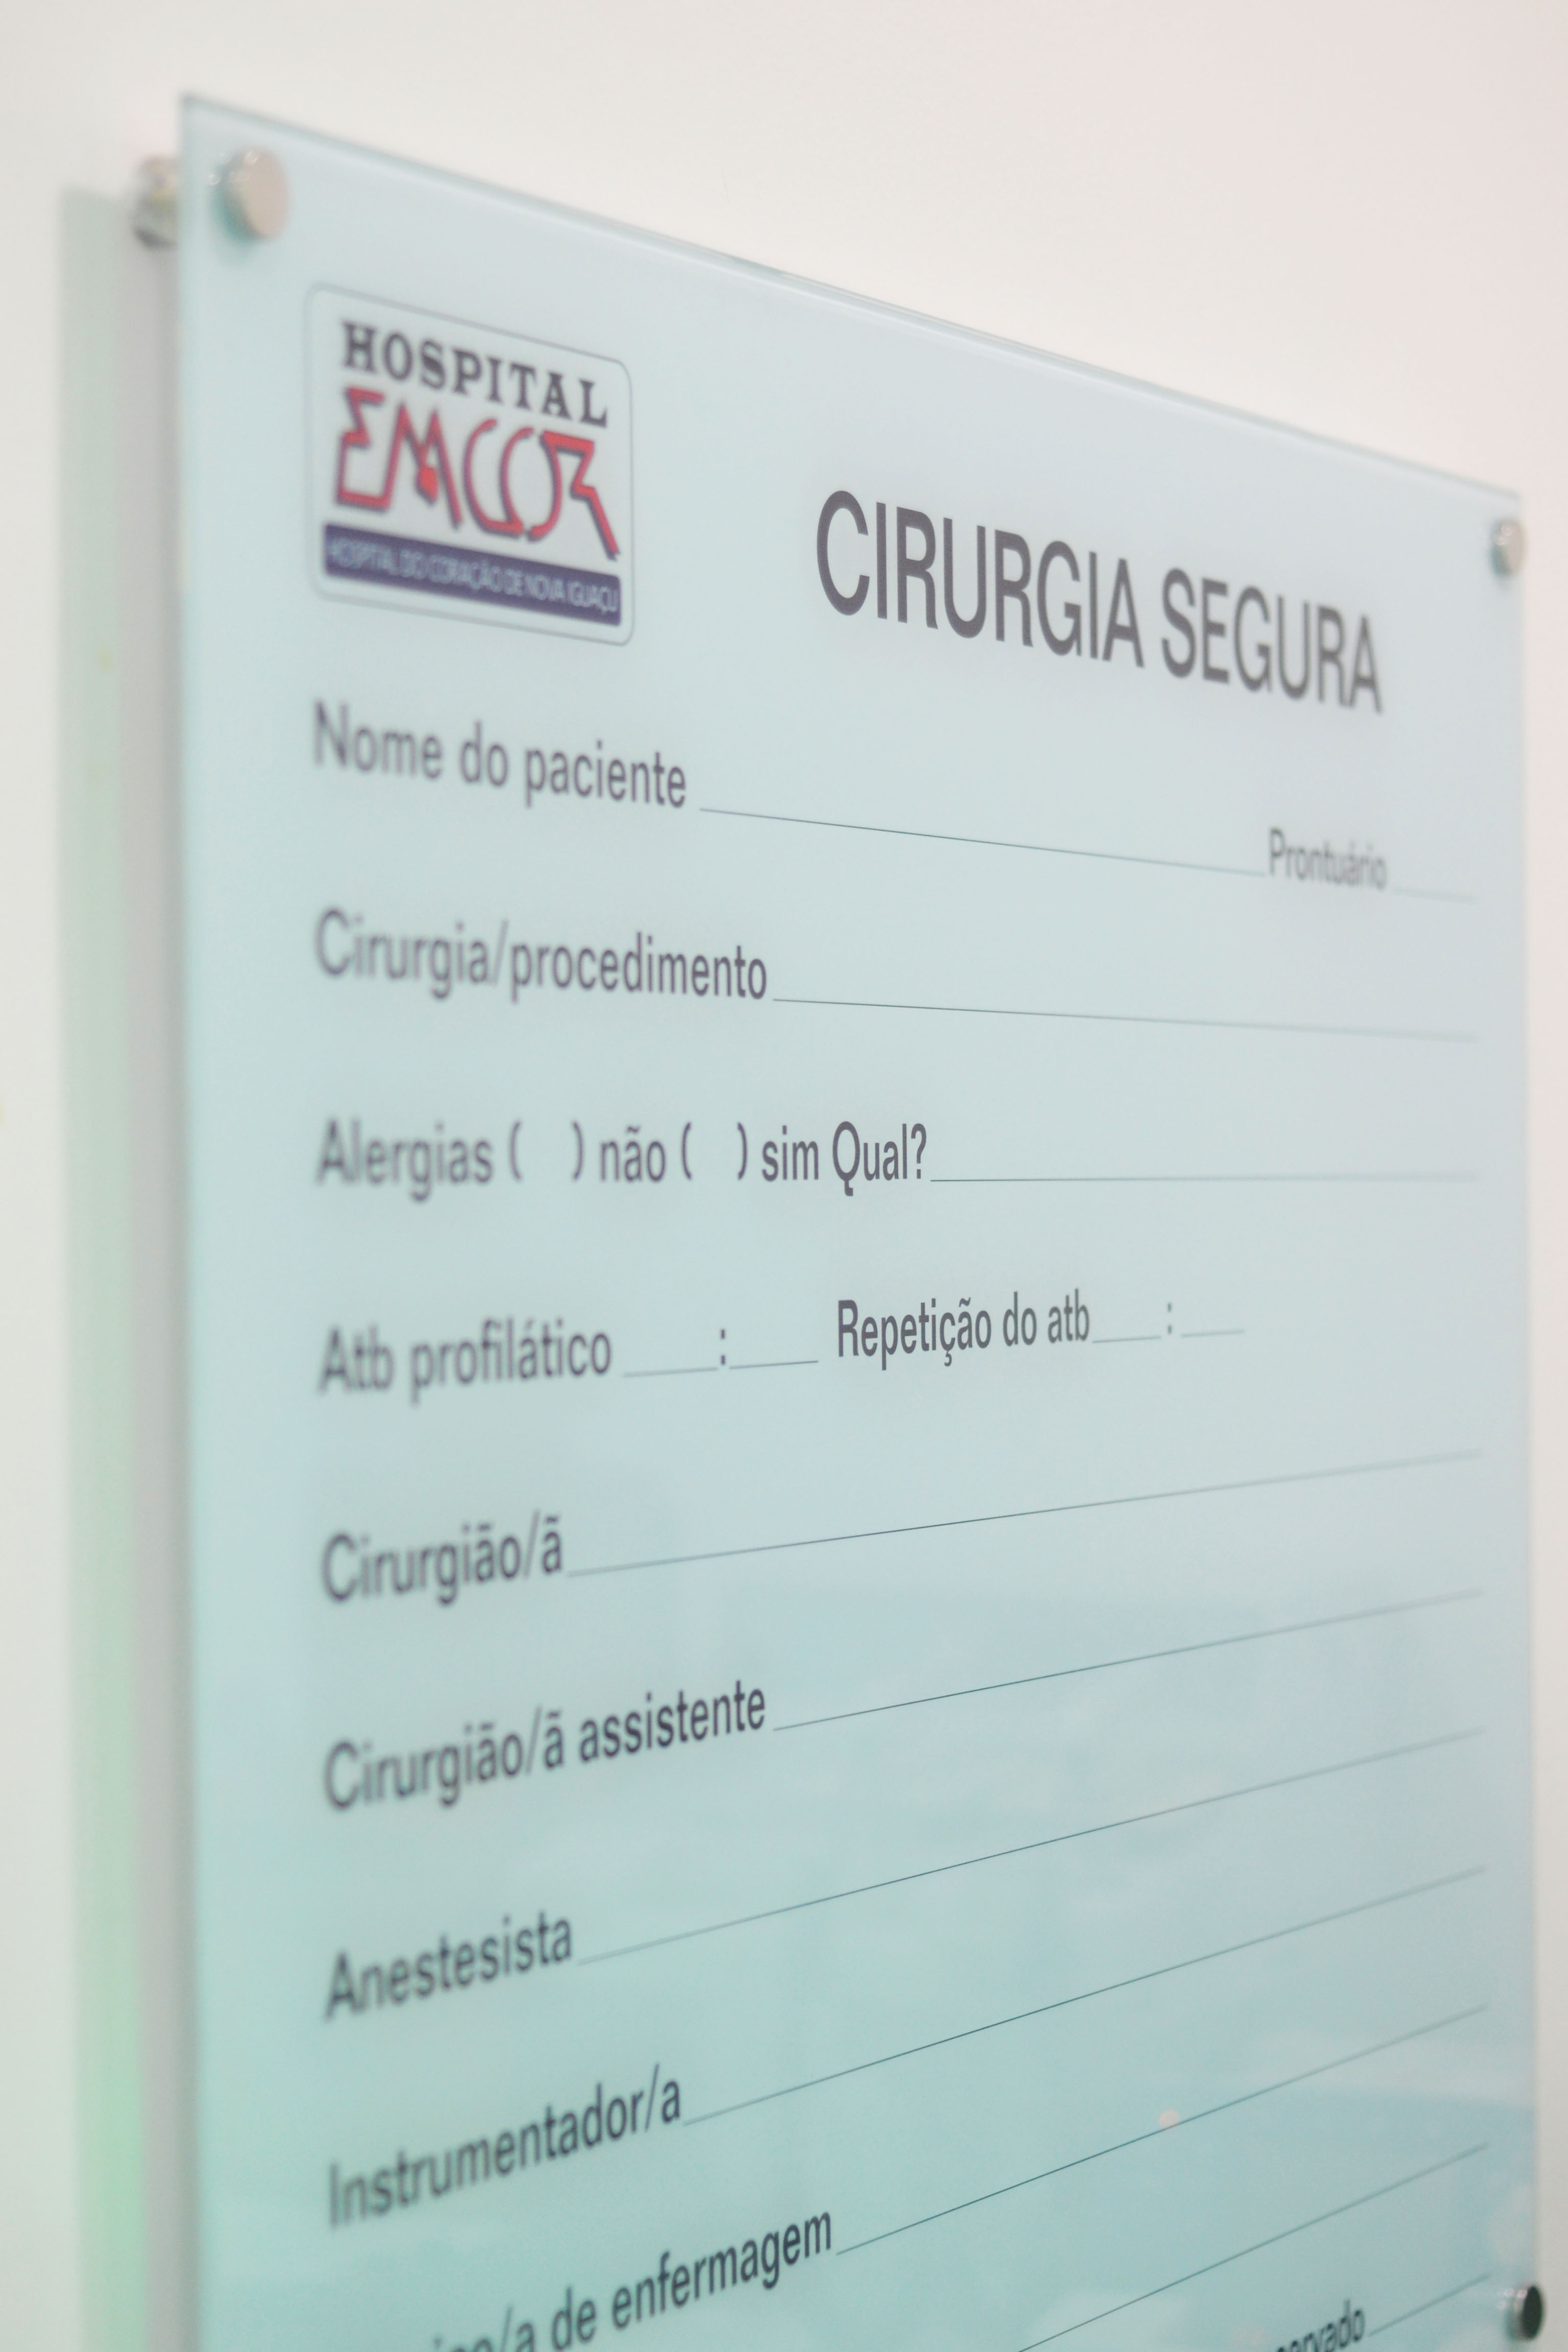 HOSPITAL
EMCOR
HOSPITAL DO CORAÇÃO DE NOVA IGUAÇU
CIRURGIA SEGURA
Nome do paciente Prontuário
Cirurgia/procedimento
Alergias ( ) não ( ) sim Qual?
Atb profilático : Repetição do atb :
Cirurgião/ã
Cirurgião/ã assistente
Anestesista
Instrumentador/a
de enfermagem